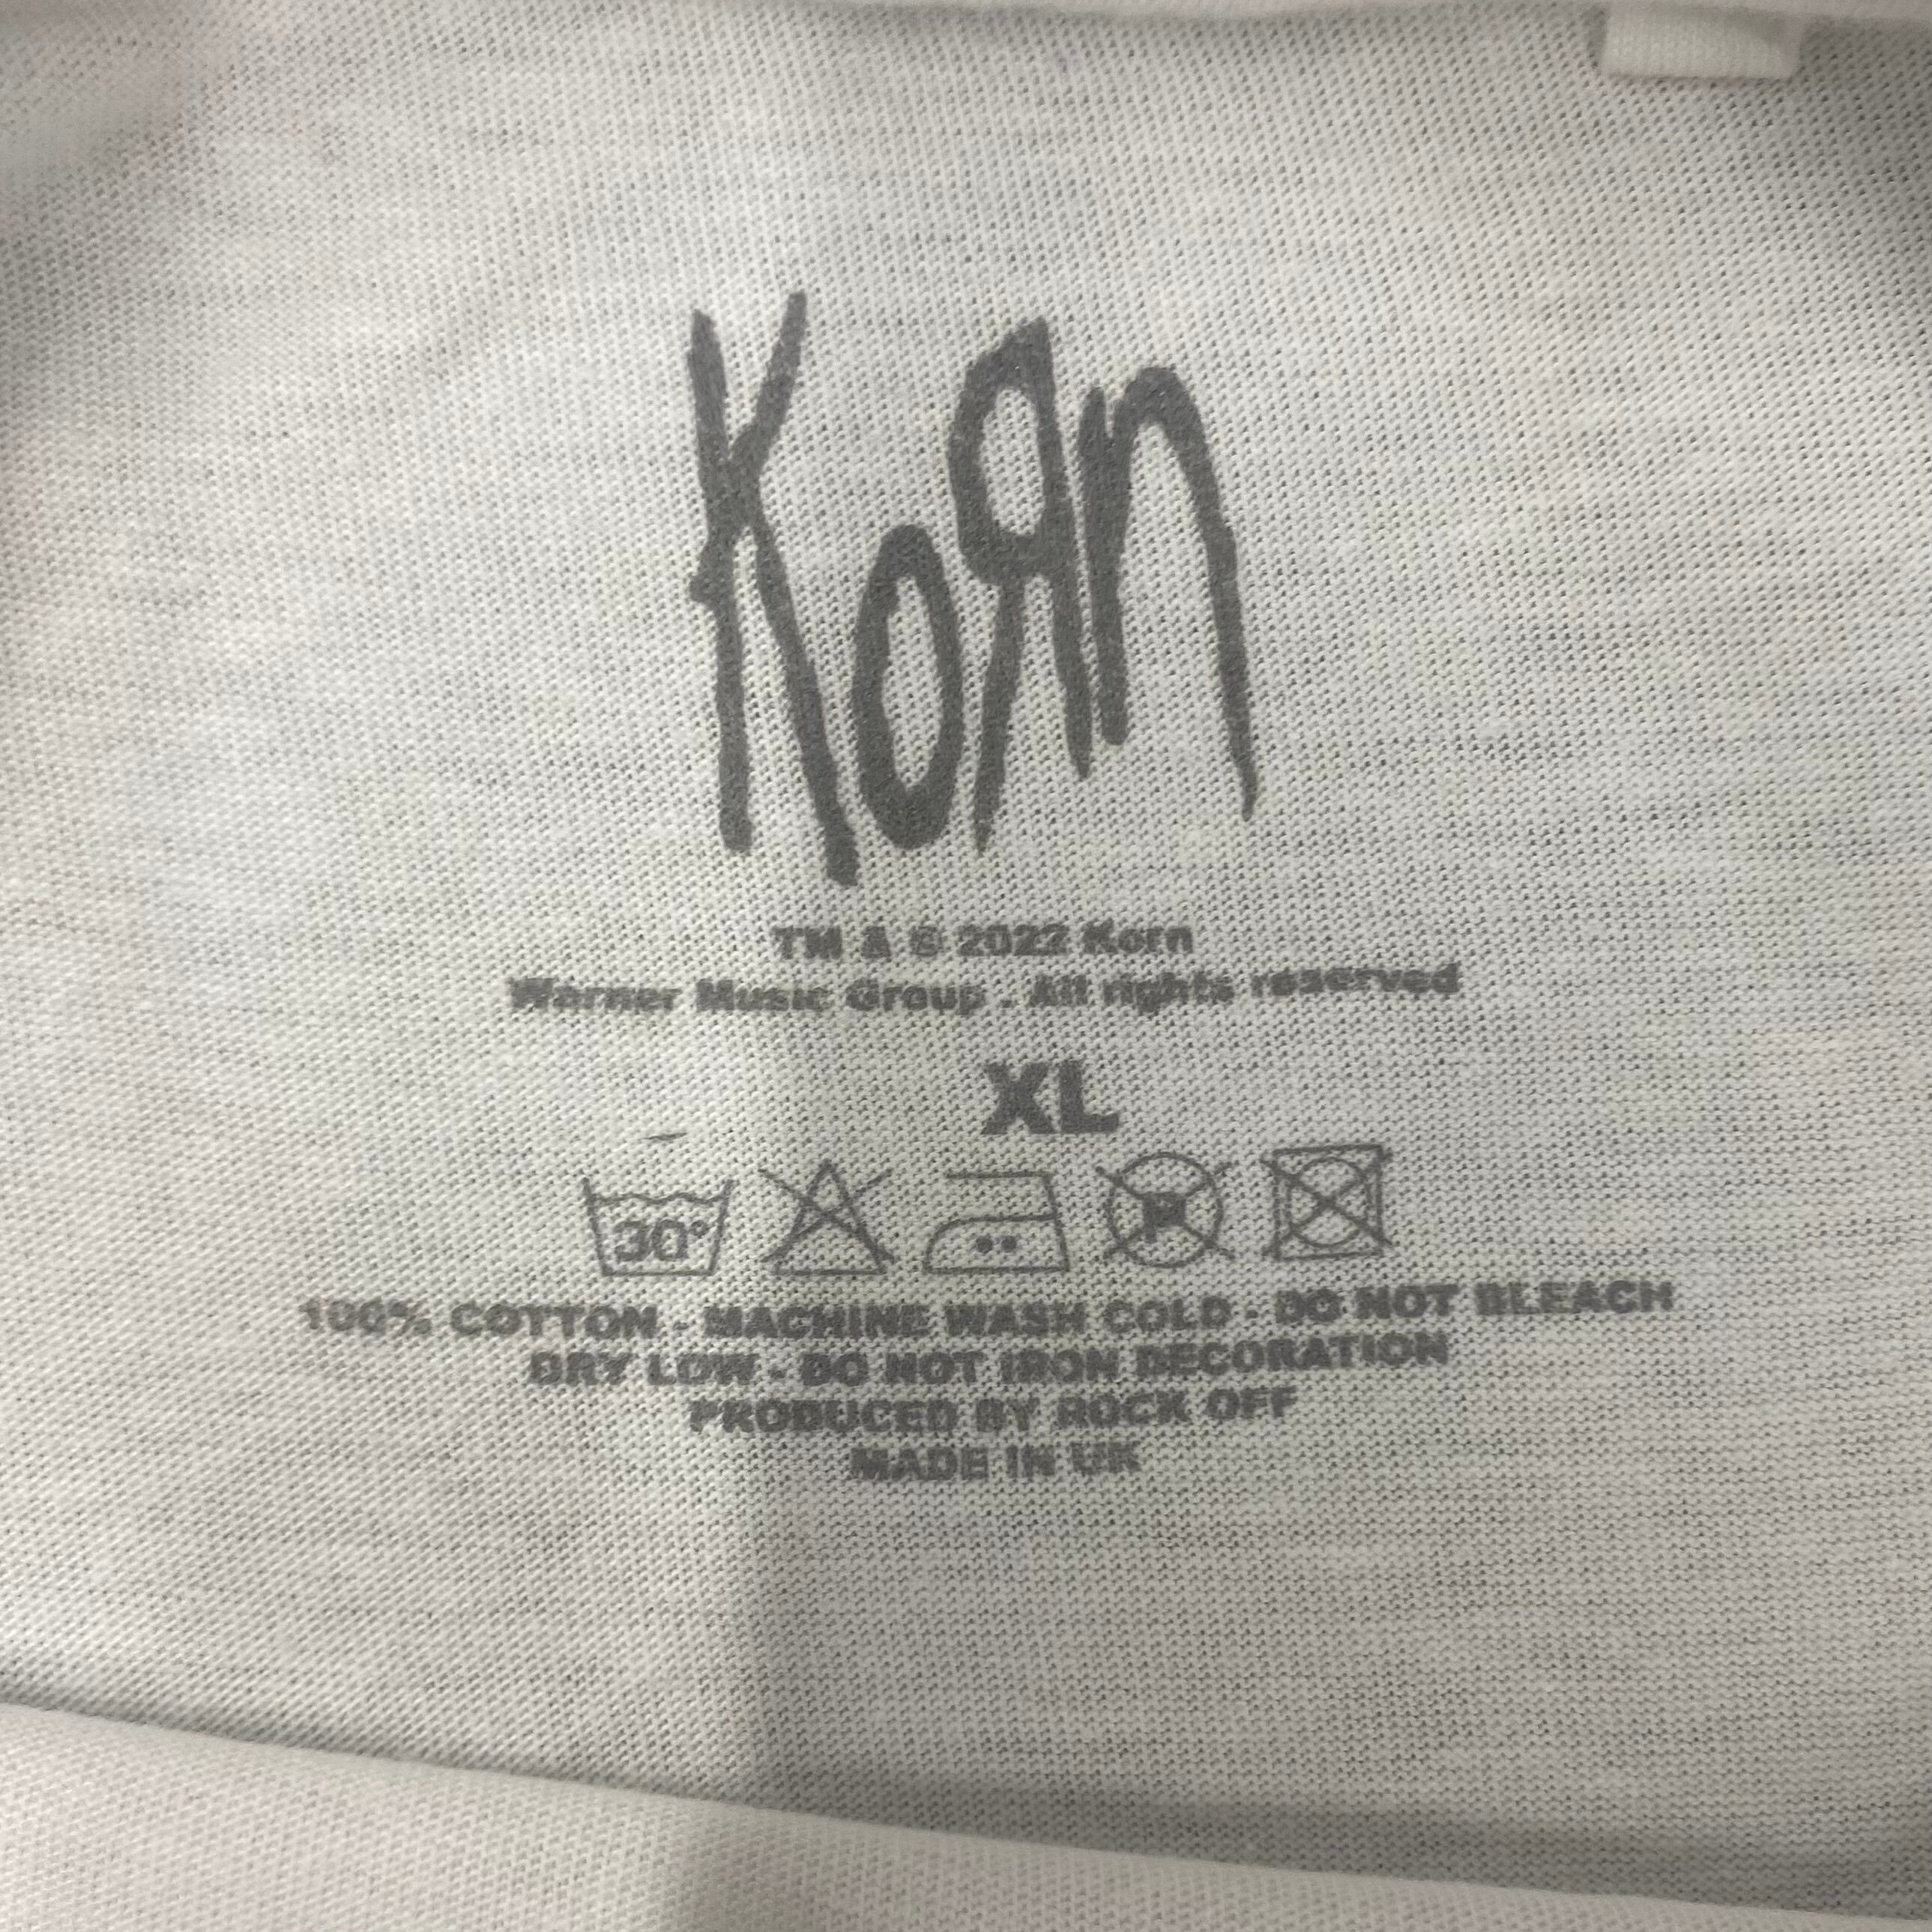 KoЯn
TM & © 2022 Korn
Warner Music Group . All rights reserved
XL
30°
P
100% COTTON - MACHINE WASH COLD - DO NOT BLEACH
DRY LOW - DO NOT IRON DECORATION
PRODUCED BY ROCK OFF
MADE IN UK